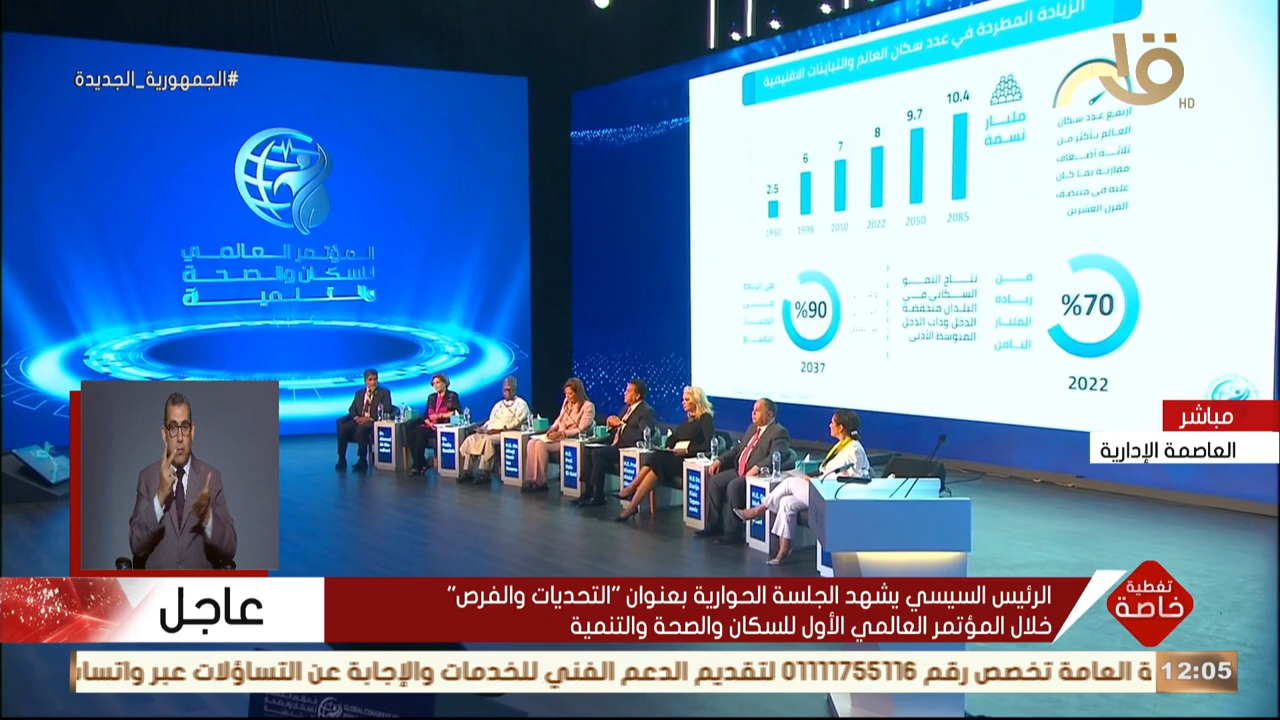 #الجمهورية_الجديدة
المؤتمر العالمي
للسكان والصحة
والتنمية
الزيادة المطردة في عدد سكان العالم والتباينات الاقليمية
HD
ارتفع عدد سكان
العالم بأكثر من
ثلاثة أضعاف
مقارنة بما كان
عليه في منتصف
القرن العشرين
مليار
نسمة
2.5
6
7
8
9.7
10.4
1998
2010
2022
2050
2085
%70
2022
من
زيادة
المليار
الثامن
نتاج النمو
السكاني في
البلدان منخفضة
الدخل وذات الدخل
المتوسط الأدنى
%90
2037
مباشر
العاصمة الإدارية
تغطية
خاصة
عاجل
الرئيس السيسي يشهد الجلسة الحوارية بعنوان "التحديات والفرص"
خلال المؤتمر العالمي الأول للسكان والصحة والتنمية
12:05
ة العامة تخصص رقم 01111755116 لتقديم الدعم الفني للخدمات والإجابة عن التساؤلات عبر واتسا